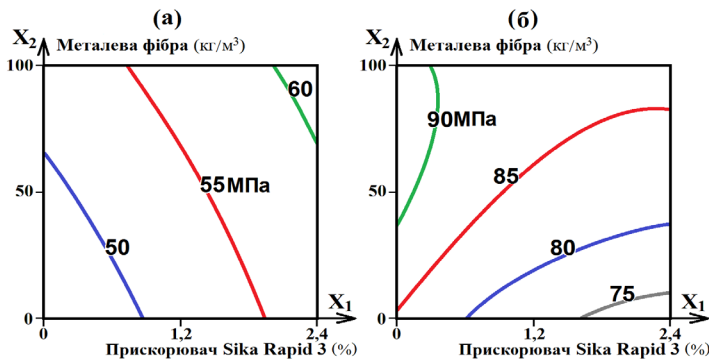 (а)
X₂ Металева фібра (кг/м³)
100
60
55МПа
50
50
0
X₁
0 1,2 22,4
Прискорювач Sika Rapid 3 (%)
(б)
X₂ Металева фібра (кг/м³)
100
90МПа
85
50
80
75
0
X₁
0 1,2 22,4
Прискорювач Sika Rapid 3 (%)